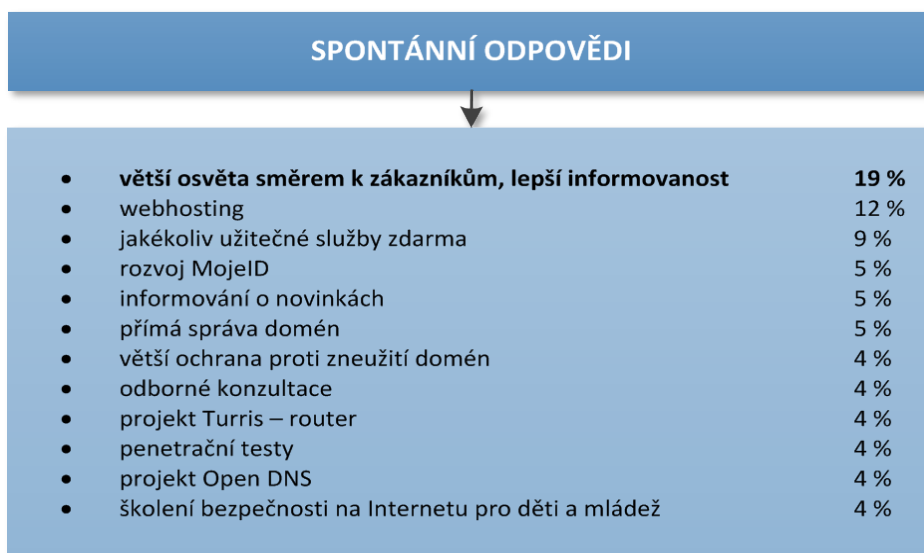 SPONTÁNNÍ ODPOVĚDI
• větší osvěta směrem k zákazníkům, lepší informovanost 19 %
• webhosting 12 %
• jakékoliv užitečné služby zdarma 9 %
• rozvoj MojeID 5 %
• informování o novinkách 5 %
• přímá správa domén 5 %
• větší ochrana proti zneužití domén 4 %
• odborné konzultace 4 %
• projekt Turris – router 4 %
• penetrační testy 4 %
• projekt Open DNS 4 %
• školení bezpečnosti na Internetu pro děti a mládež 4 %